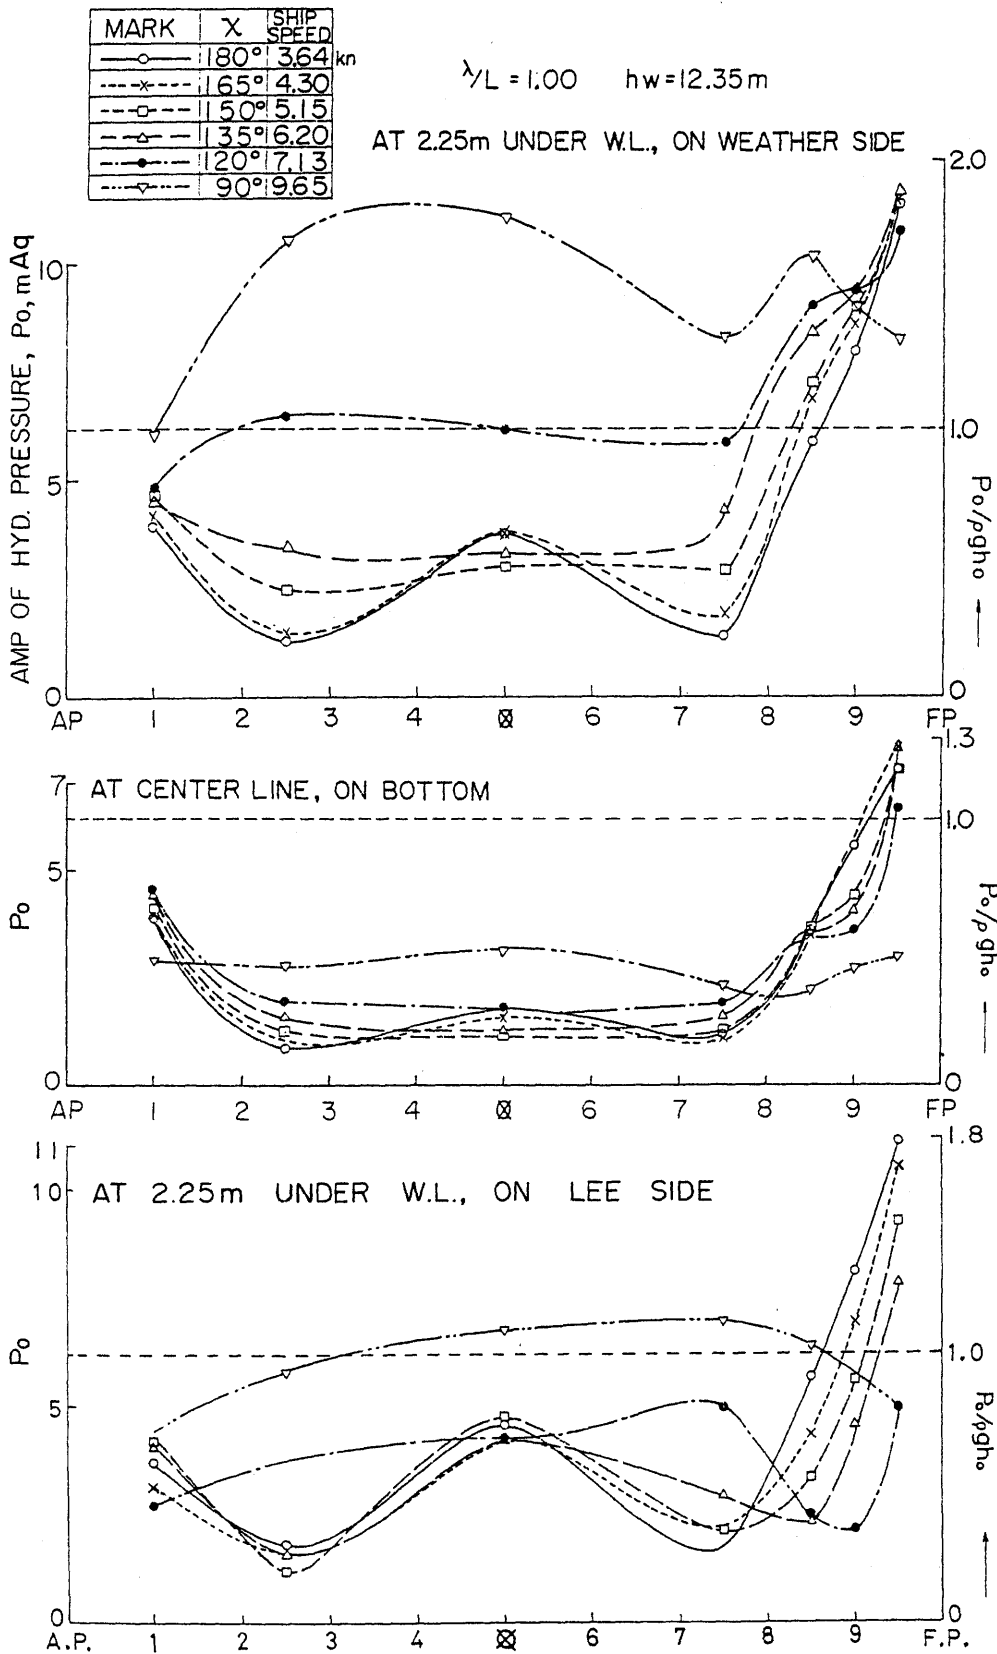 MARK χ SHIP SPEED
180° 3.64 kn
165° 4.30
150° 5.15
135° 6.20
120° 7.13
90° 9.65
λ/L = 1.00 hw = 12.35m
AT 2.25m UNDER W.L., ON WEATHER SIDE
AMP OF HYD. PRESSURE, Po, mAq
10
5
0
2.0
1.0
0
Po/ρgho
AP 1 2 3 4 6 7 8 9 F.P.
AT CENTER LINE, ON BOTTOM
Po
7
5
0
1.3
1.0
0
Po/ρgho
AP 1 2 3 4 6 7 8 9 FP.
AT 2.25m UNDER W.L., ON LEE SIDE
Po
11
10
5
0
1.8
1.0
0
Po/ρgho
A.P. 1 2 3 4 6 7 8 9 F.P.